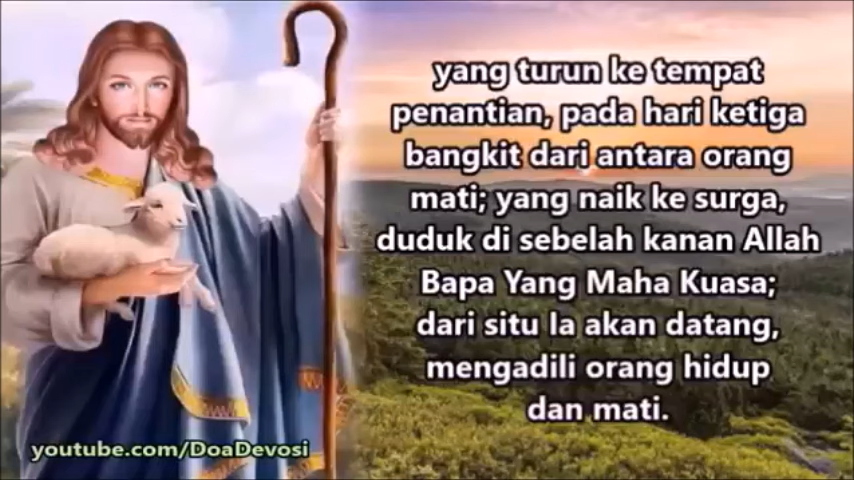 yang turun ke tempat
penantian, pada hari ketiga
bangkit dari antara orang
mati; yang naik ke surga,
duduk di sebelah kanan Allah
Bapa Yang Maha Kuasa;
dari situ Ia akan datang,
mengadili orang hidup
dan mati.
youtube.com/DoaDevosi